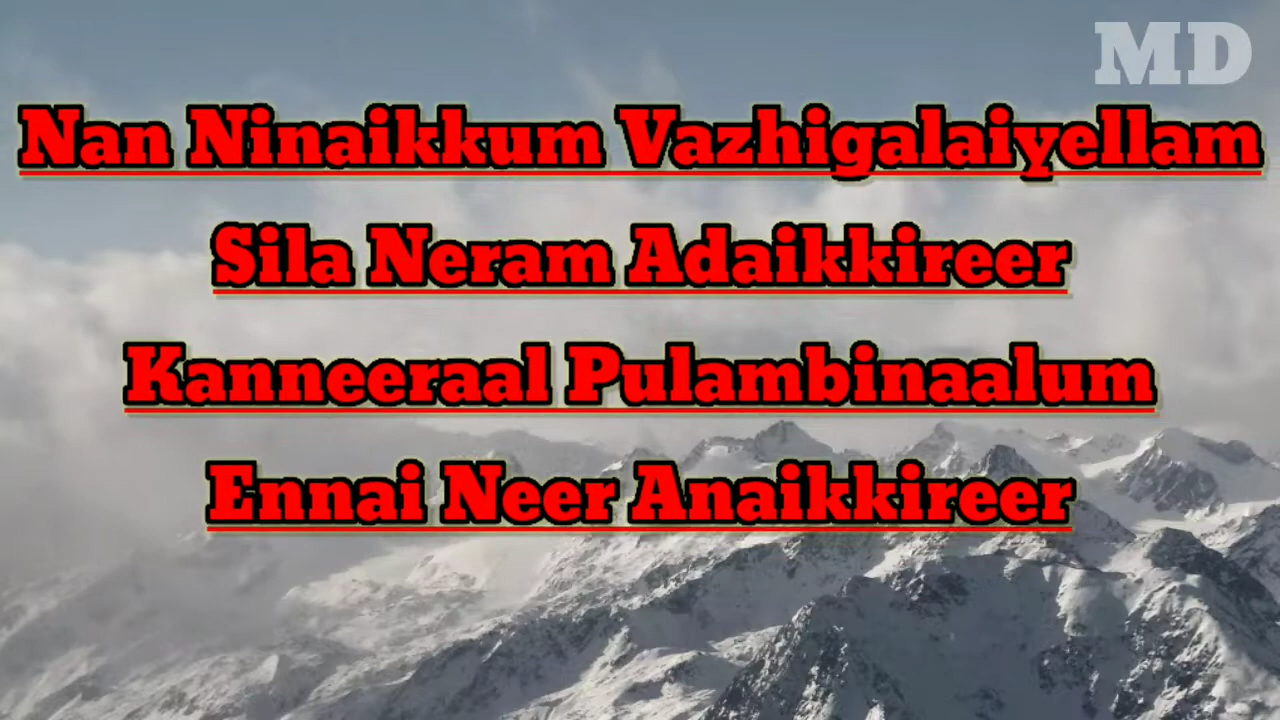 MD
Nan Ninaikkum Vazhigalaiyellam
Sila Neram Adaikkireer
Kanneeraal Pulambinaalum
Ennai Neer Anaikkireer